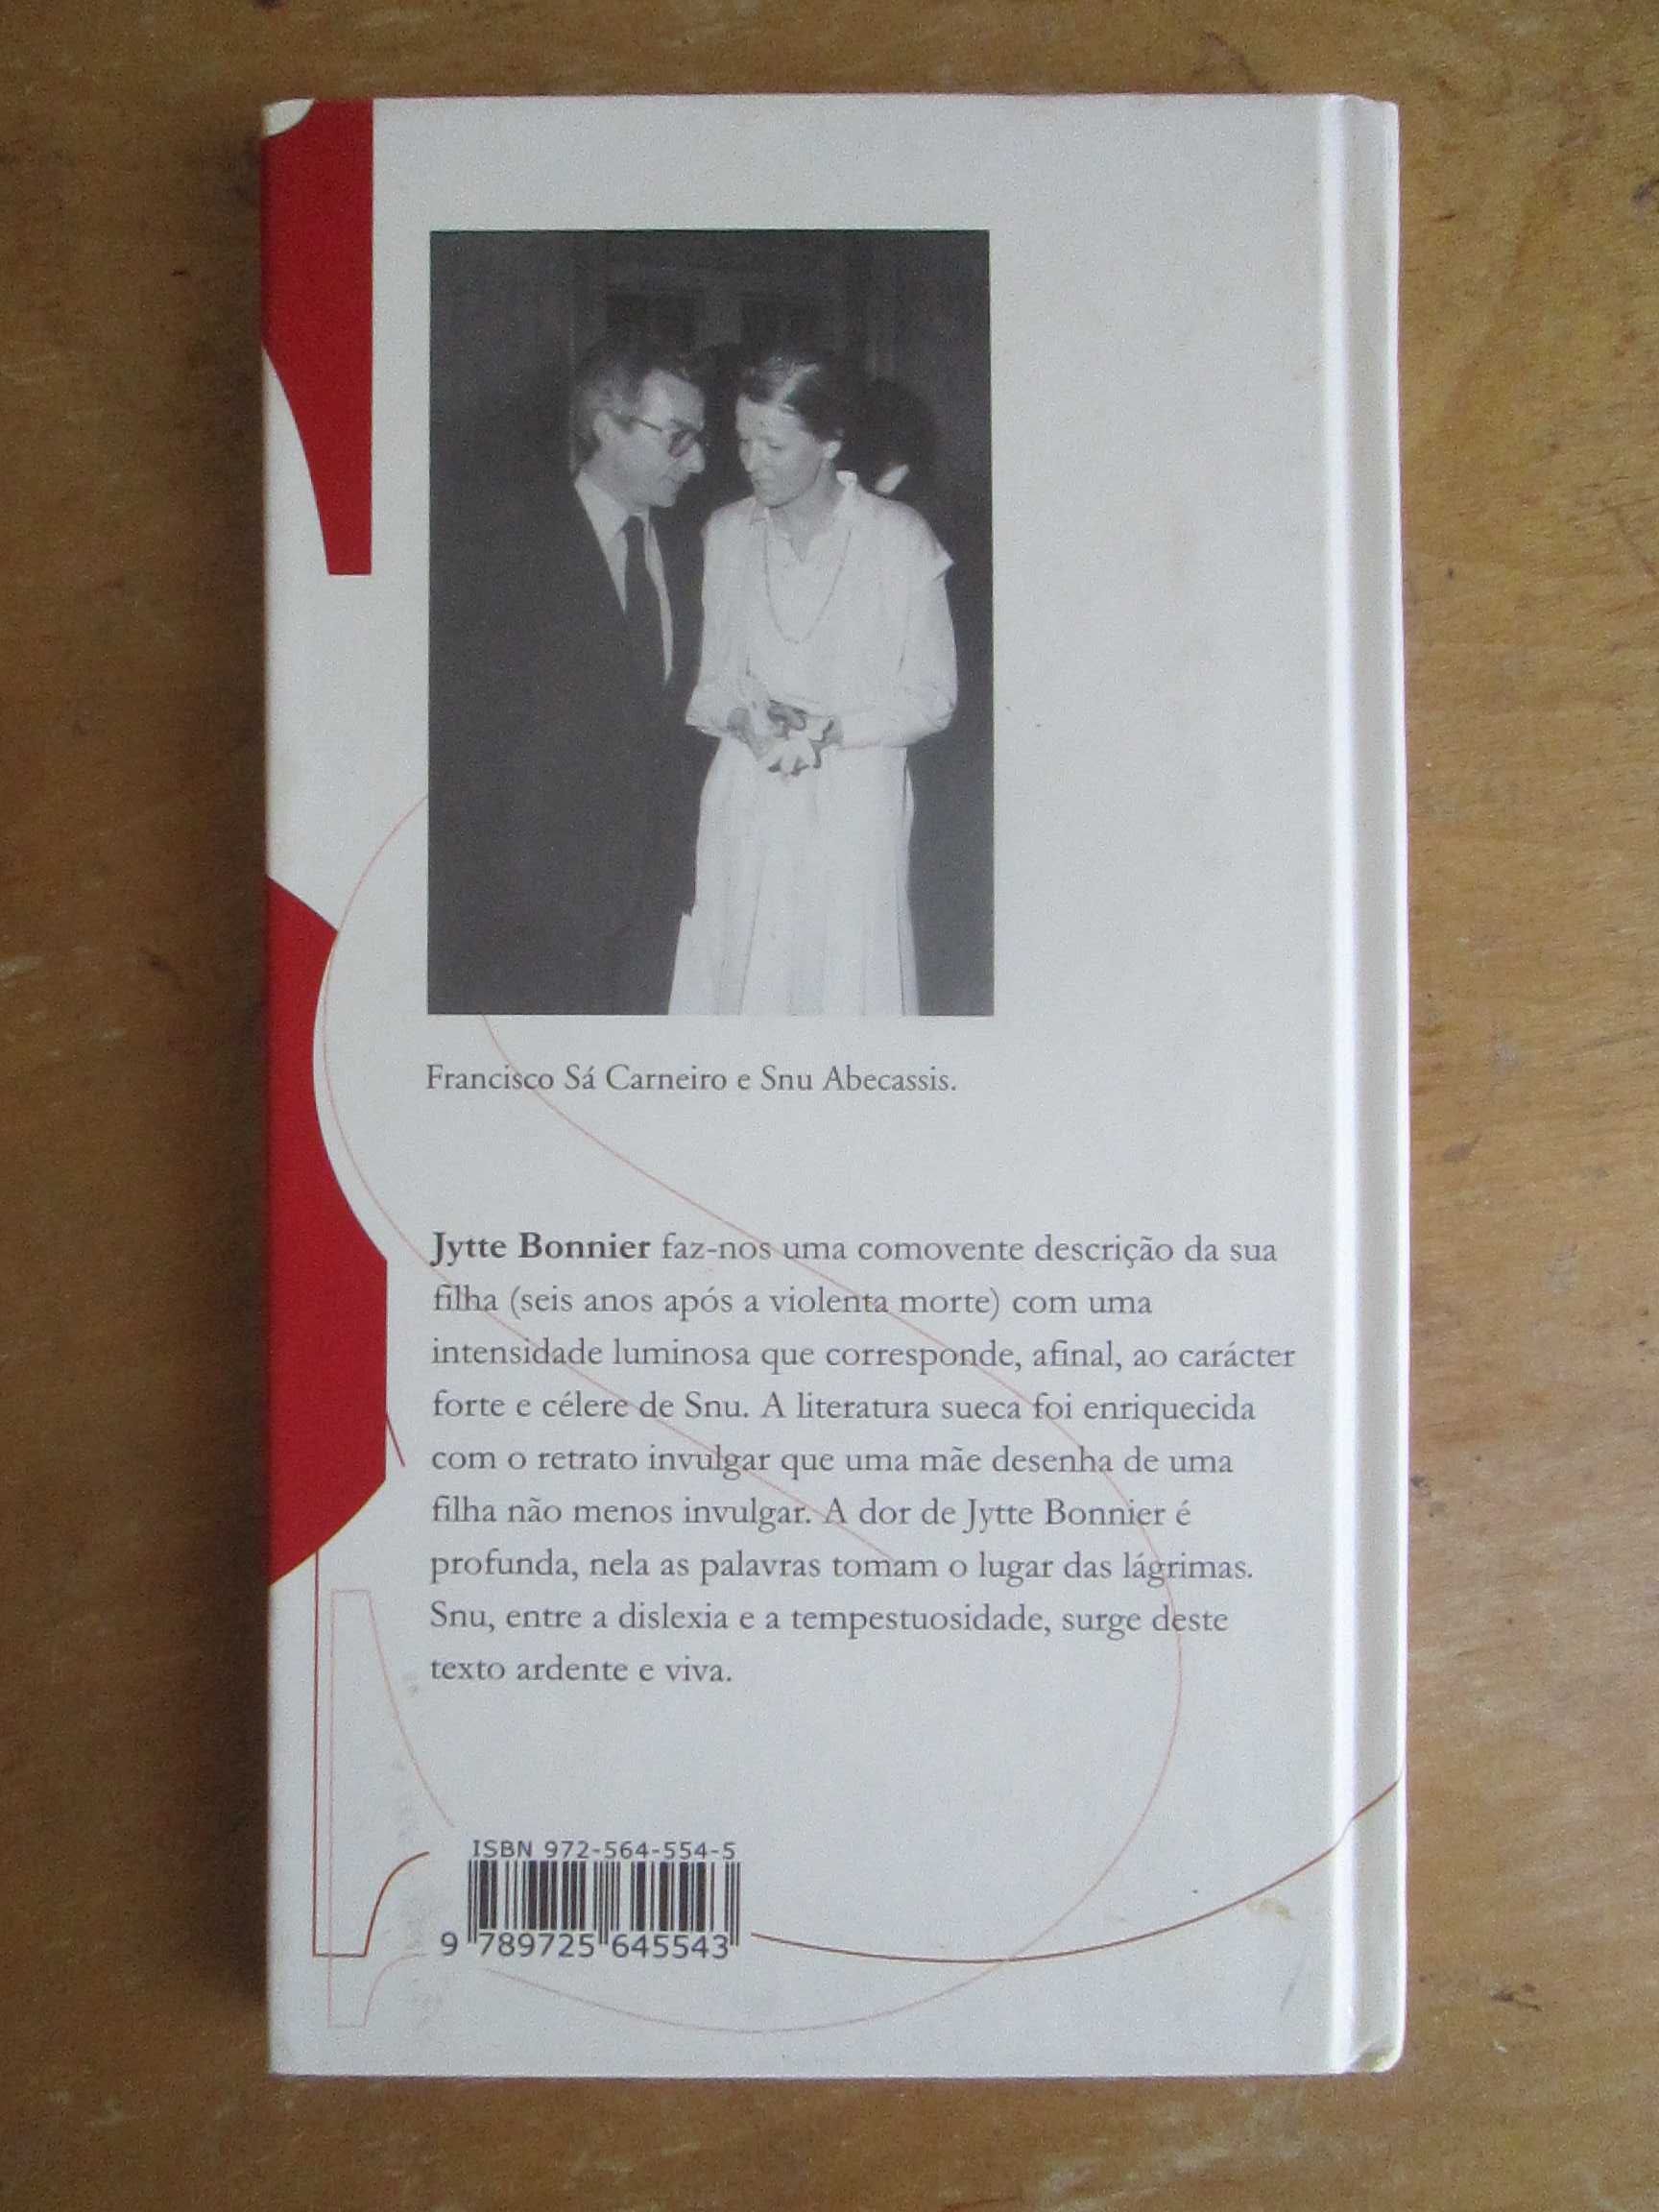 Francisco Sá Carneiro e Snu Abecassis.
Jytte Bonnier faz-nos uma comovente descrição da sua
filha (seis anos após a violenta morte) com uma
intensidade luminosa que corresponde, afinal, ao carácter
forte e célere de Snu. A literatura sueca foi enriquecida
com o retrato invulgar que uma mãe desenha de uma
filha não menos invulgar. A dor de Jytte Bonnier é
profunda, nela as palavras tomam o lugar das lágrimas.
Snu, entre a dislexia e a tempestuosidade, surge deste
texto ardente e viva.
ISBN 972-564-554-5
9 789725 645543